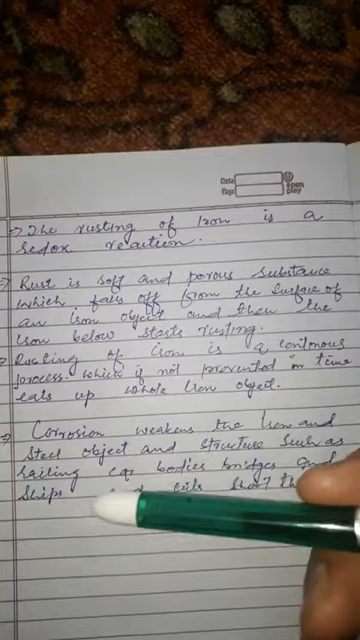 Date
Page
open
play
→ The rusting of Iron is a
redox reaction.
→ Rust is soft and porous substance
which falls off from the surface of
an Iron object and then the
Iron below starts rusting.
→ Rusting of iron is a continous
process. which if not prevented in time
eats up whole Iron object.
→ Corrosion weakens the Iron and
Steel object and structure such as
railing car bodies bridges and
Ships